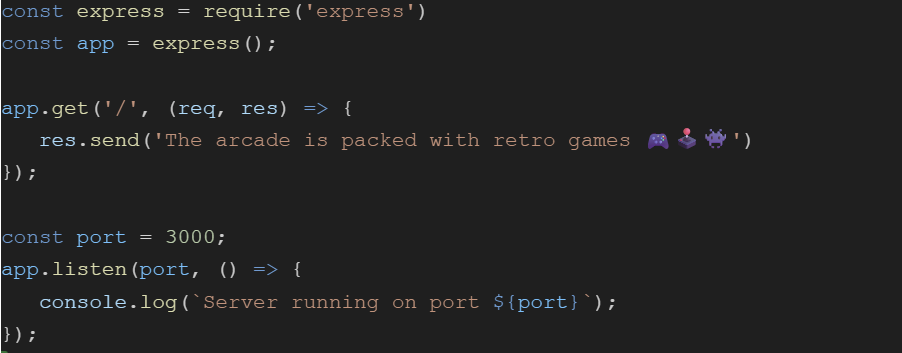 const express = require('express')
const app = express();
app.get('/', (req, res) => {
res.send('The arcade is packed with retro games 🎮🕹️👾')
});
const port = 3000;
app.listen(port, () => {
console.log(`Server running on port ${port}`);
});